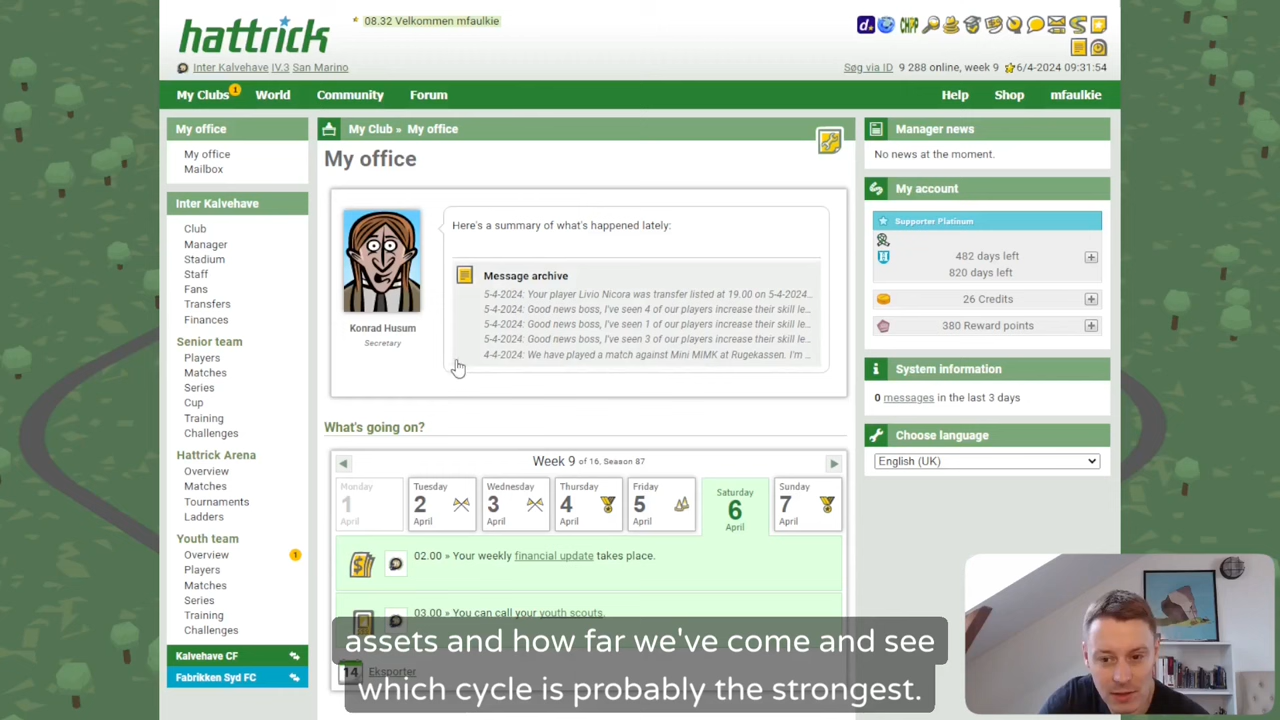 hattrick
08.32 Velkommen mfaulkie
CHPP
Inter Kalvehave IV.3 San Marino
Søg via ID 9 288 online, week 9 6/4-2024 09:31:54
My Clubs 1 World Community Forum
Help Shop mfaulkie
My office
My office
Mailbox
Inter Kalvehave
Club
Manager
Stadium
Staff
Fans
Transfers
Finances
Senior team
Players
Matches
Series
Cup
Training
Challenges
Hattrick Arena
Overview
Matches
Tournaments
Ladders
Youth team
Overview 1
Players
Matches
Series
Training
Challenges
Kalvehave CF
Fabrikken Syd FC
My Club » My office
My office
Konrad Husum
Secretary
Here's a summary of what's happened lately:
Message archive
5-4-2024: Your player Livio Nicora was transfer listed at 19.00 on 5-4-2024...
5-4-2024: Good news boss, I've seen 4 of our players increase their skill le...
5-4-2024: Good news boss, I've seen 1 of our players increase their skill le...
5-4-2024: Good news boss, I've seen 3 of our players increase their skill le...
4-4-2024: We have played a match against Mini MIMK at Rugekassen. I'm ...
What's going on?
Week 9 of 16, Season 87
Monday 1 April
Tuesday 2 April
Wednesday 3 April
Thursday 4 April
Friday 5 April
Saturday 6 April
Sunday 7 April
02.00 » Your weekly financial update takes place.
03.00 » You can call your youth scouts.
14 Eksporter
Manager news
No news at the moment.
My account
Supporter Platinum
482 days left
820 days left
26 Credits
380 Reward points
System information
0 messages in the last 3 days
Choose language
English (UK)
assets and how far we've come and see
which cycle is probably the strongest.